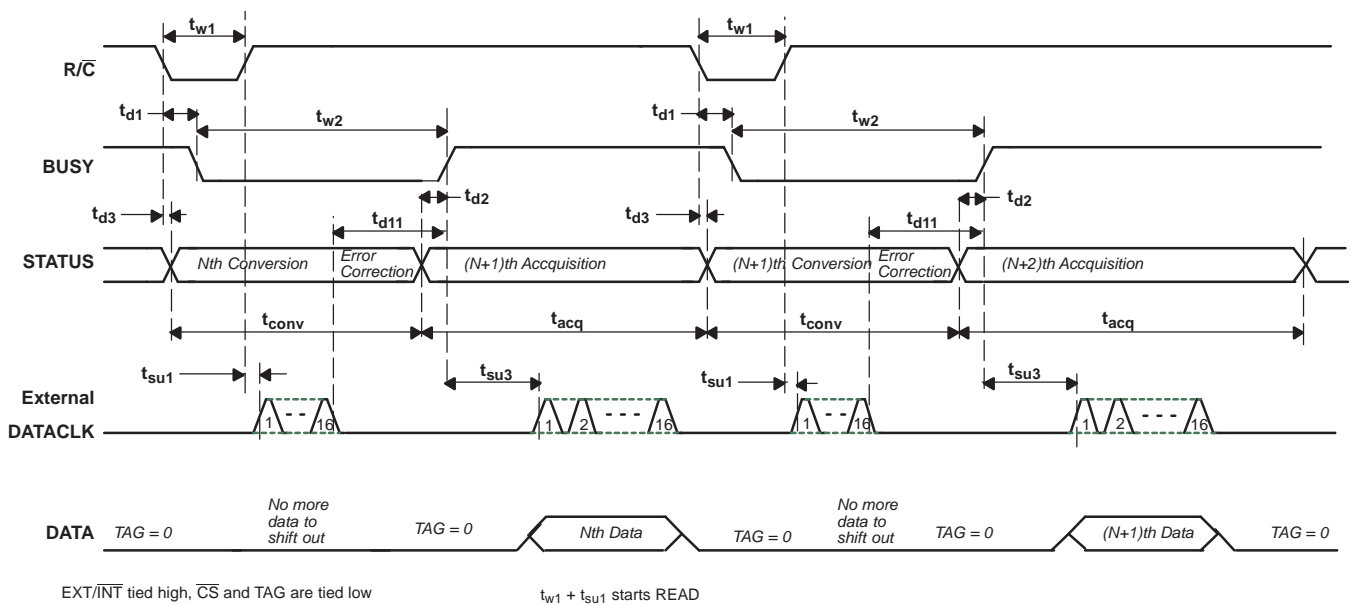 tw1 tw1
R/C
td1 tw2 td1 tw2
BUSY
td2 td2
td3 td11 td3 td11
STATUS Nth Conversion Error Correction (N+1)th Accquisition (N+1)th Conversion Error Correction (N+2)th Accquisition
tconv tacq tconv tacq
tsu1 tsu3 tsu1 tsu3
External
DATACLK 1 - - 16 1 2 - - - 16 1 - - 16 1 2 - - - 16
DATA TAG = 0 No more data to shift out TAG = 0 Nth Data TAG = 0 No more data to shift out TAG = 0 (N+1)th Data TAG = 0
EXT/INT tied high, CS and TAG are tied low tw1 + tsu1 starts READ